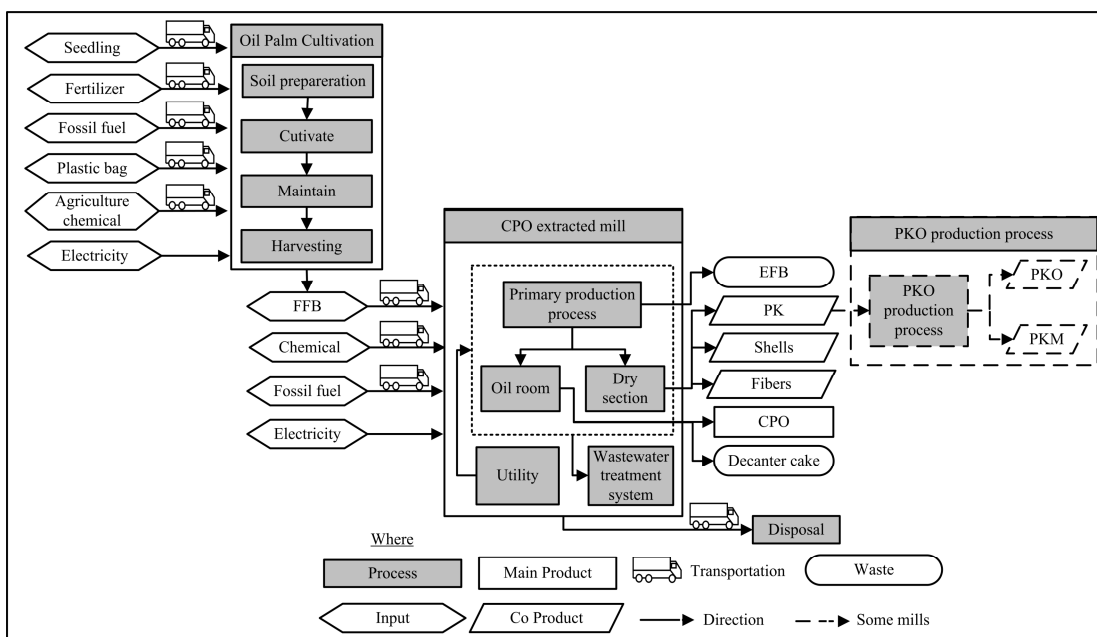 Seedling
Fertilizer
Fossil fuel
Plastic bag
Agriculture
chemical
Electricity
Oil Palm Cultivation
Soil prepareration
Cutivate
Maintain
Harvesting
FFB
Chemical
Fossil fuel
Electricity
CPO extracted mill
Primary production
process
Oil room
Dry
section
Utility
Wastewater
treatment
system
EFB
PK
Shells
Fibers
CPO
Decanter cake
PKO production process
PKO
production
process
PKO
PKM
Disposal
Where
Process
Main Product
Transportation
Waste
Input
Co Product
Direction
Some mills